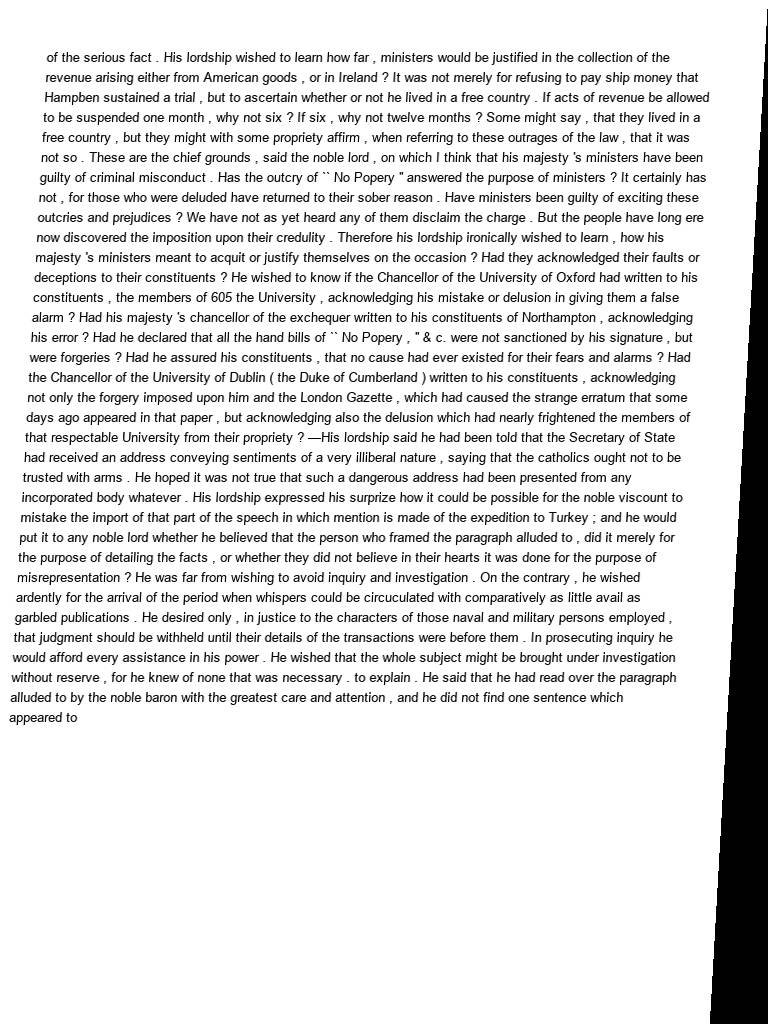 of the serious fact . His lordship wished to learn how far , ministers would be justified in the collection of the
revenue arising either from American goods , or in Ireland ? It was not merely for refusing to pay ship money that
Hampben sustained a trial , but to ascertain whether or not he lived in a free country . If acts of revenue be allowed
to be suspended one month , why not six ? If six , why not twelve months ? Some might say , that they lived in a
free country , but they might with some propriety affirm , when referring to these outrages of the law , that it was
not so . These are the chief grounds , said the noble lord , on which I think that his majesty 's ministers have been
guilty of criminal misconduct . Has the outcry of `` No Popery " answered the purpose of ministers ? It certainly has
not , for those who were deluded have returned to their sober reason . Have ministers been guilty of exciting these
outcries and prejudices ? We have not as yet heard any of them disclaim the charge . But the people have long ere
now discovered the imposition upon their credulity . Therefore his lordship ironically wished to learn , how his
majesty 's ministers meant to acquit or justify themselves on the occasion ? Had they acknowledged their faults or
deceptions to their constituents ? He wished to know if the Chancellor of the University of Oxford had written to his
constituents , the members of 605 the University , acknowledging his mistake or delusion in giving them a false
alarm ? Had his majesty 's chancellor of the exchequer written to his constituents of Northampton , acknowledging
his error ? Had he declared that all the hand bills of `` No Popery , " & c. were not sanctioned by his signature , but
were forgeries ? Had he assured his constituents , that no cause had ever existed for their fears and alarms ? Had
the Chancellor of the University of Dublin ( the Duke of Cumberland ) written to his constituents , acknowledging
not only the forgery imposed upon him and the London Gazette , which had caused the strange erratum that some
days ago appeared in that paper , but acknowledging also the delusion which had nearly frightened the members of
that respectable University from their propriety ? —His lordship said he had been told that the Secretary of State
had received an address conveying sentiments of a very illiberal nature , saying that the catholics ought not to be
trusted with arms . He hoped it was not true that such a dangerous address had been presented from any
incorporated body whatever . His lordship expressed his surprize how it could be possible for the noble viscount to
mistake the import of that part of the speech in which mention is made of the expedition to Turkey ; and he would
put it to any noble lord whether he believed that the person who framed the paragraph alluded to , did it merely for
the purpose of detailing the facts , or whether they did not believe in their hearts it was done for the purpose of
misrepresentation ? He was far from wishing to avoid inquiry and investigation . On the contrary , he wished
ardently for the arrival of the period when whispers could be circuculated with comparatively as little avail as
garbled publications . He desired only , in justice to the characters of those naval and military persons employed ,
that judgment should be withheld until their details of the transactions were before them . In prosecuting inquiry he
would afford every assistance in his power . He wished that the whole subject might be brought under investigation
without reserve , for he knew of none that was necessary . to explain . He said that he had read over the paragraph
alluded to by the noble baron with the greatest care and attention , and he did not find one sentence which
appeared to